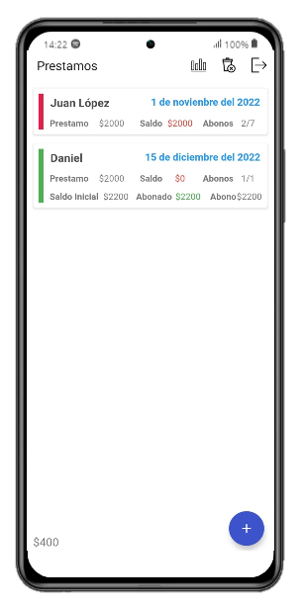 14:22 100%
Prestamos
Juan López 1 de novienbre del 2022
Prestamo $2000 Saldo $2000 Abonos 2/7
Daniel 15 de diciembre del 2022
Prestamo $2000 Saldo $0 Abonos 1/1
Saldo Inicial $2200 Abonado $2200 Abono $2200
+
$400